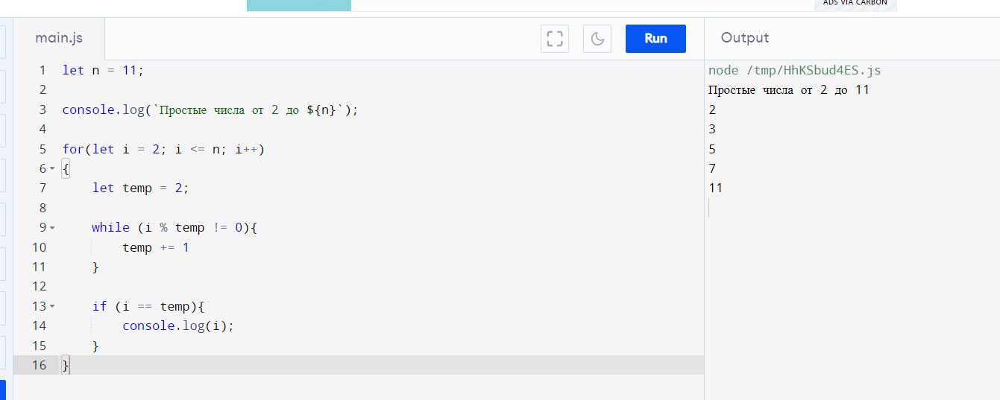 ADS VIA CARBON
main.js
Run
Output
1 let n = 11;
2
3 console.log(`Простые числа от 2 до ${n}`);
4
5 for(let i = 2; i <= n; i++)
6 {
7     let temp = 2;
8
9     while (i % temp != 0){
10         temp += 1
11     }
12
13     if (i == temp){
14         console.log(i);
15     }
16 }
node /tmp/HhKSbud4ES.js
Простые числа от 2 до 11
2
3
5
7
11